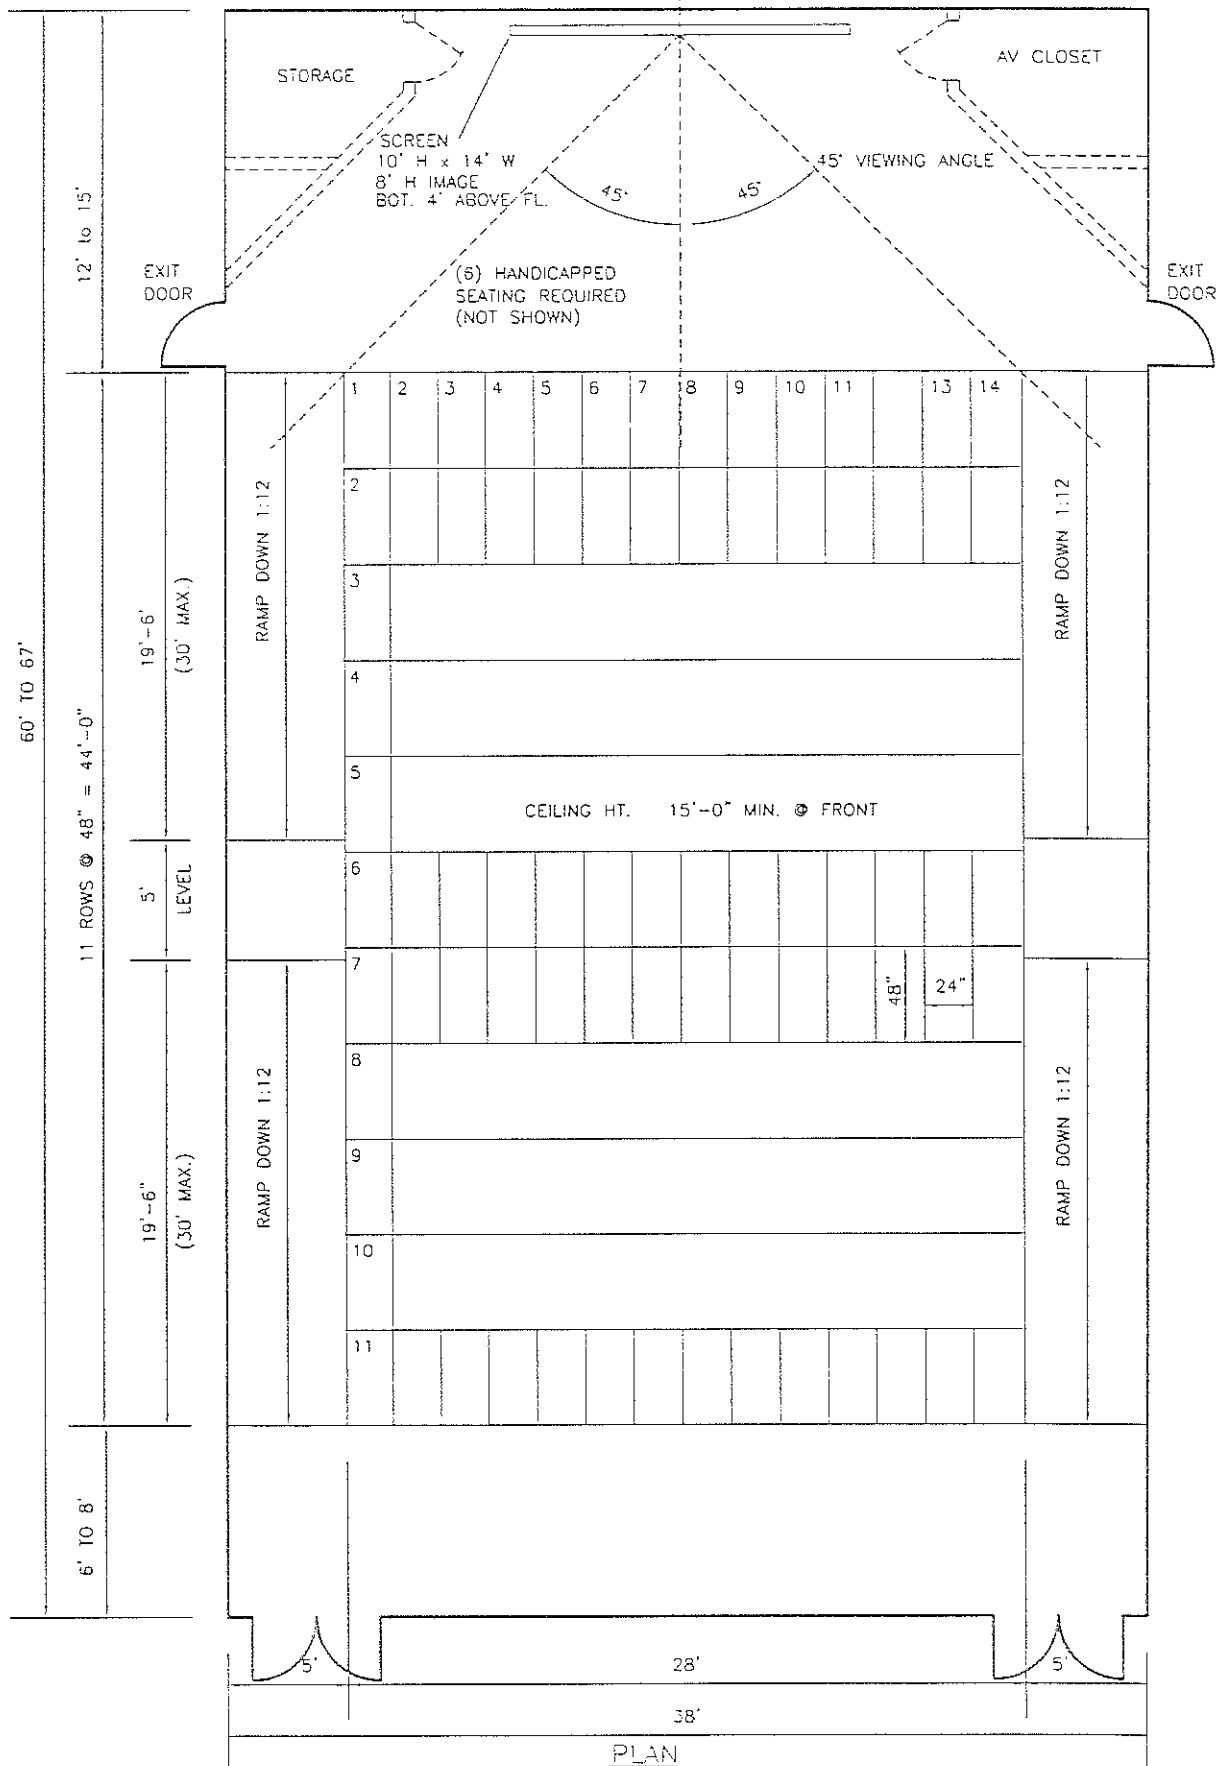 STORAGE
AV CLOSET
SCREEN
10' H x 14' W
8' H IMAGE
BOT. 4' ABOVE FL.
45° VIEWING ANGLE
45°
45°
12' to 15'
EXIT
DOOR
(6) HANDICAPPED
SEATING REQUIRED
(NOT SHOWN)
EXIT
DOOR
1 2 3 4 5 6 7 8 9 10 11 13 14
2
RAMP DOWN 1:12
RAMP DOWN 1:12
3
19'-6'
(30' MAX.)
4
60' TO 67'
11 ROWS @ 48" = 44'-0"
5
CEILING HT. 15'-0" MIN. @ FRONT
6
5'
LEVEL
7
48"
24"
8
RAMP DOWN 1:12
RAMP DOWN 1:12
9
19'-6"
(30' MAX.)
10
11
6' TO 8'
5'
28'
5'
38'
PLAN